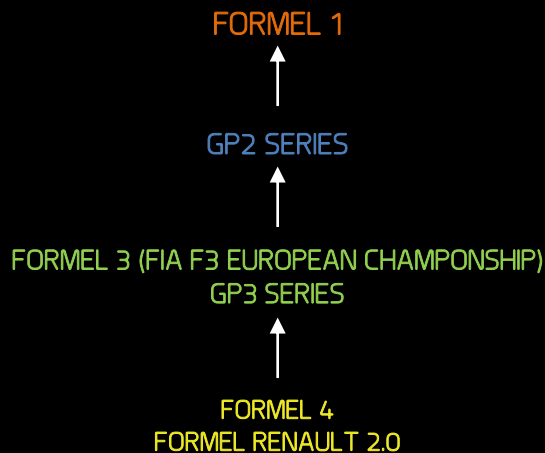 FORMEL 1
GP2 SERIES
FORMEL 3 (FIA F3 EUROPEAN CHAMPONSHIP)
GP3 SERIES
FORMEL 4
FORMEL RENAULT 2.0